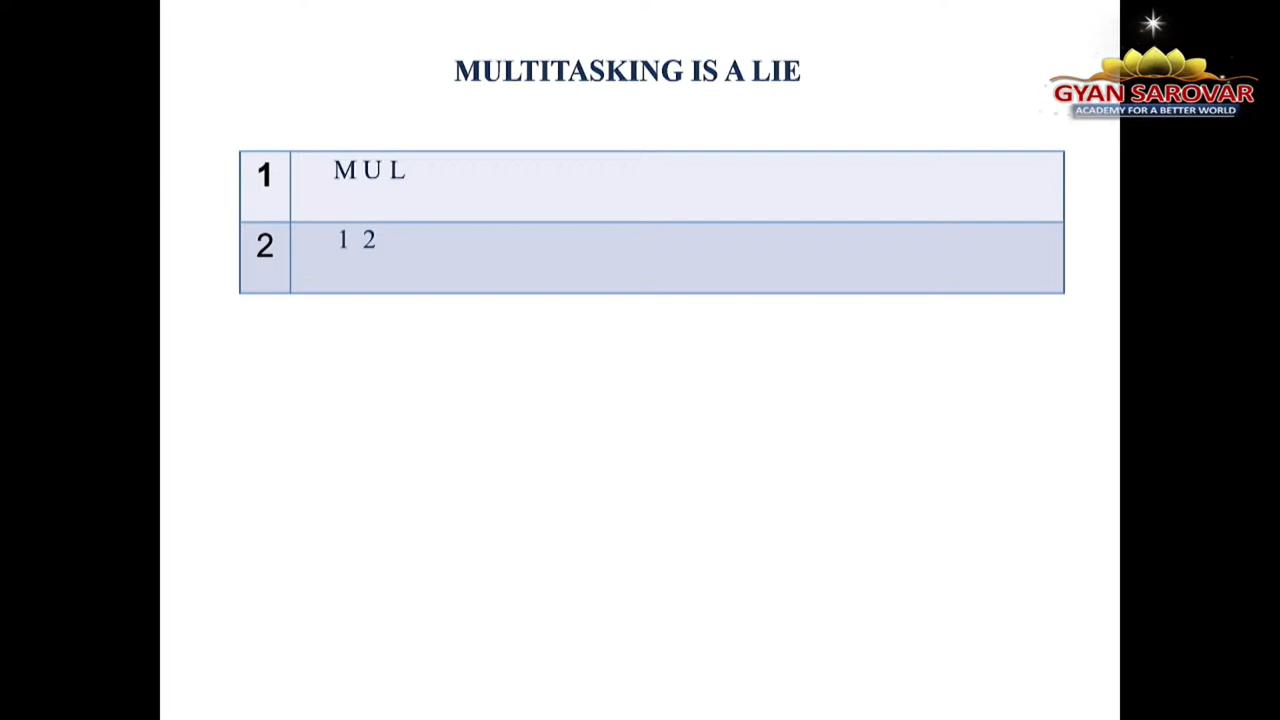 MULTITASKING IS A LIE
GYAN SAROVAR
ACADEMY FOR A BETTER WORLD
1 M U L
2 1 2